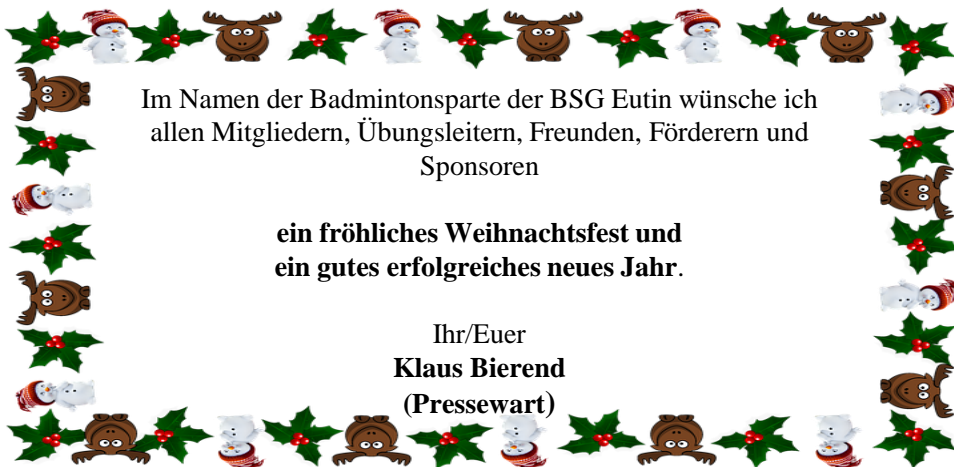 Im Namen der Badmintonsparte der BSG Eutin wünsche ich
allen Mitgliedern, Übungsleitern, Freunden, Förderern und
Sponsoren
ein fröhliches Weihnachtsfest und
ein gutes erfolgreiches neues Jahr.
Ihr/Euer
Klaus Bierend
(Pressewart)